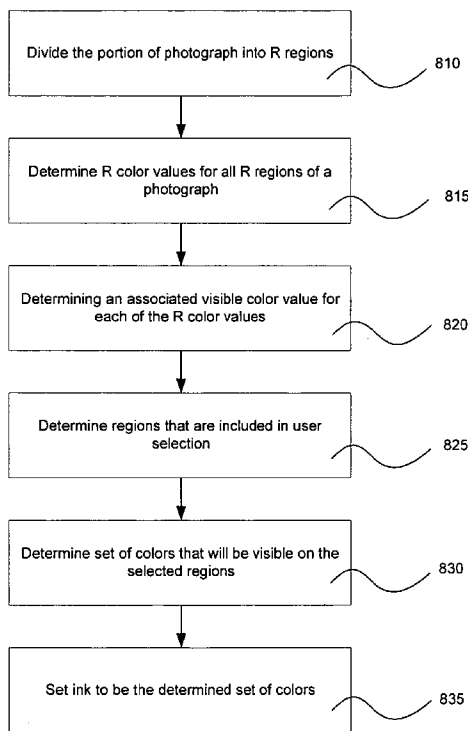 Divide the portion of photograph into R regions
810
Determine R color values for all R regions of a
photograph
815
Determining an associated visible color value for
each of the R color values
820
Determine regions that are included in user
selection
825
Determine set of colors that will be visible on the
selected regions
830
Set ink to be the determined set of colors
835